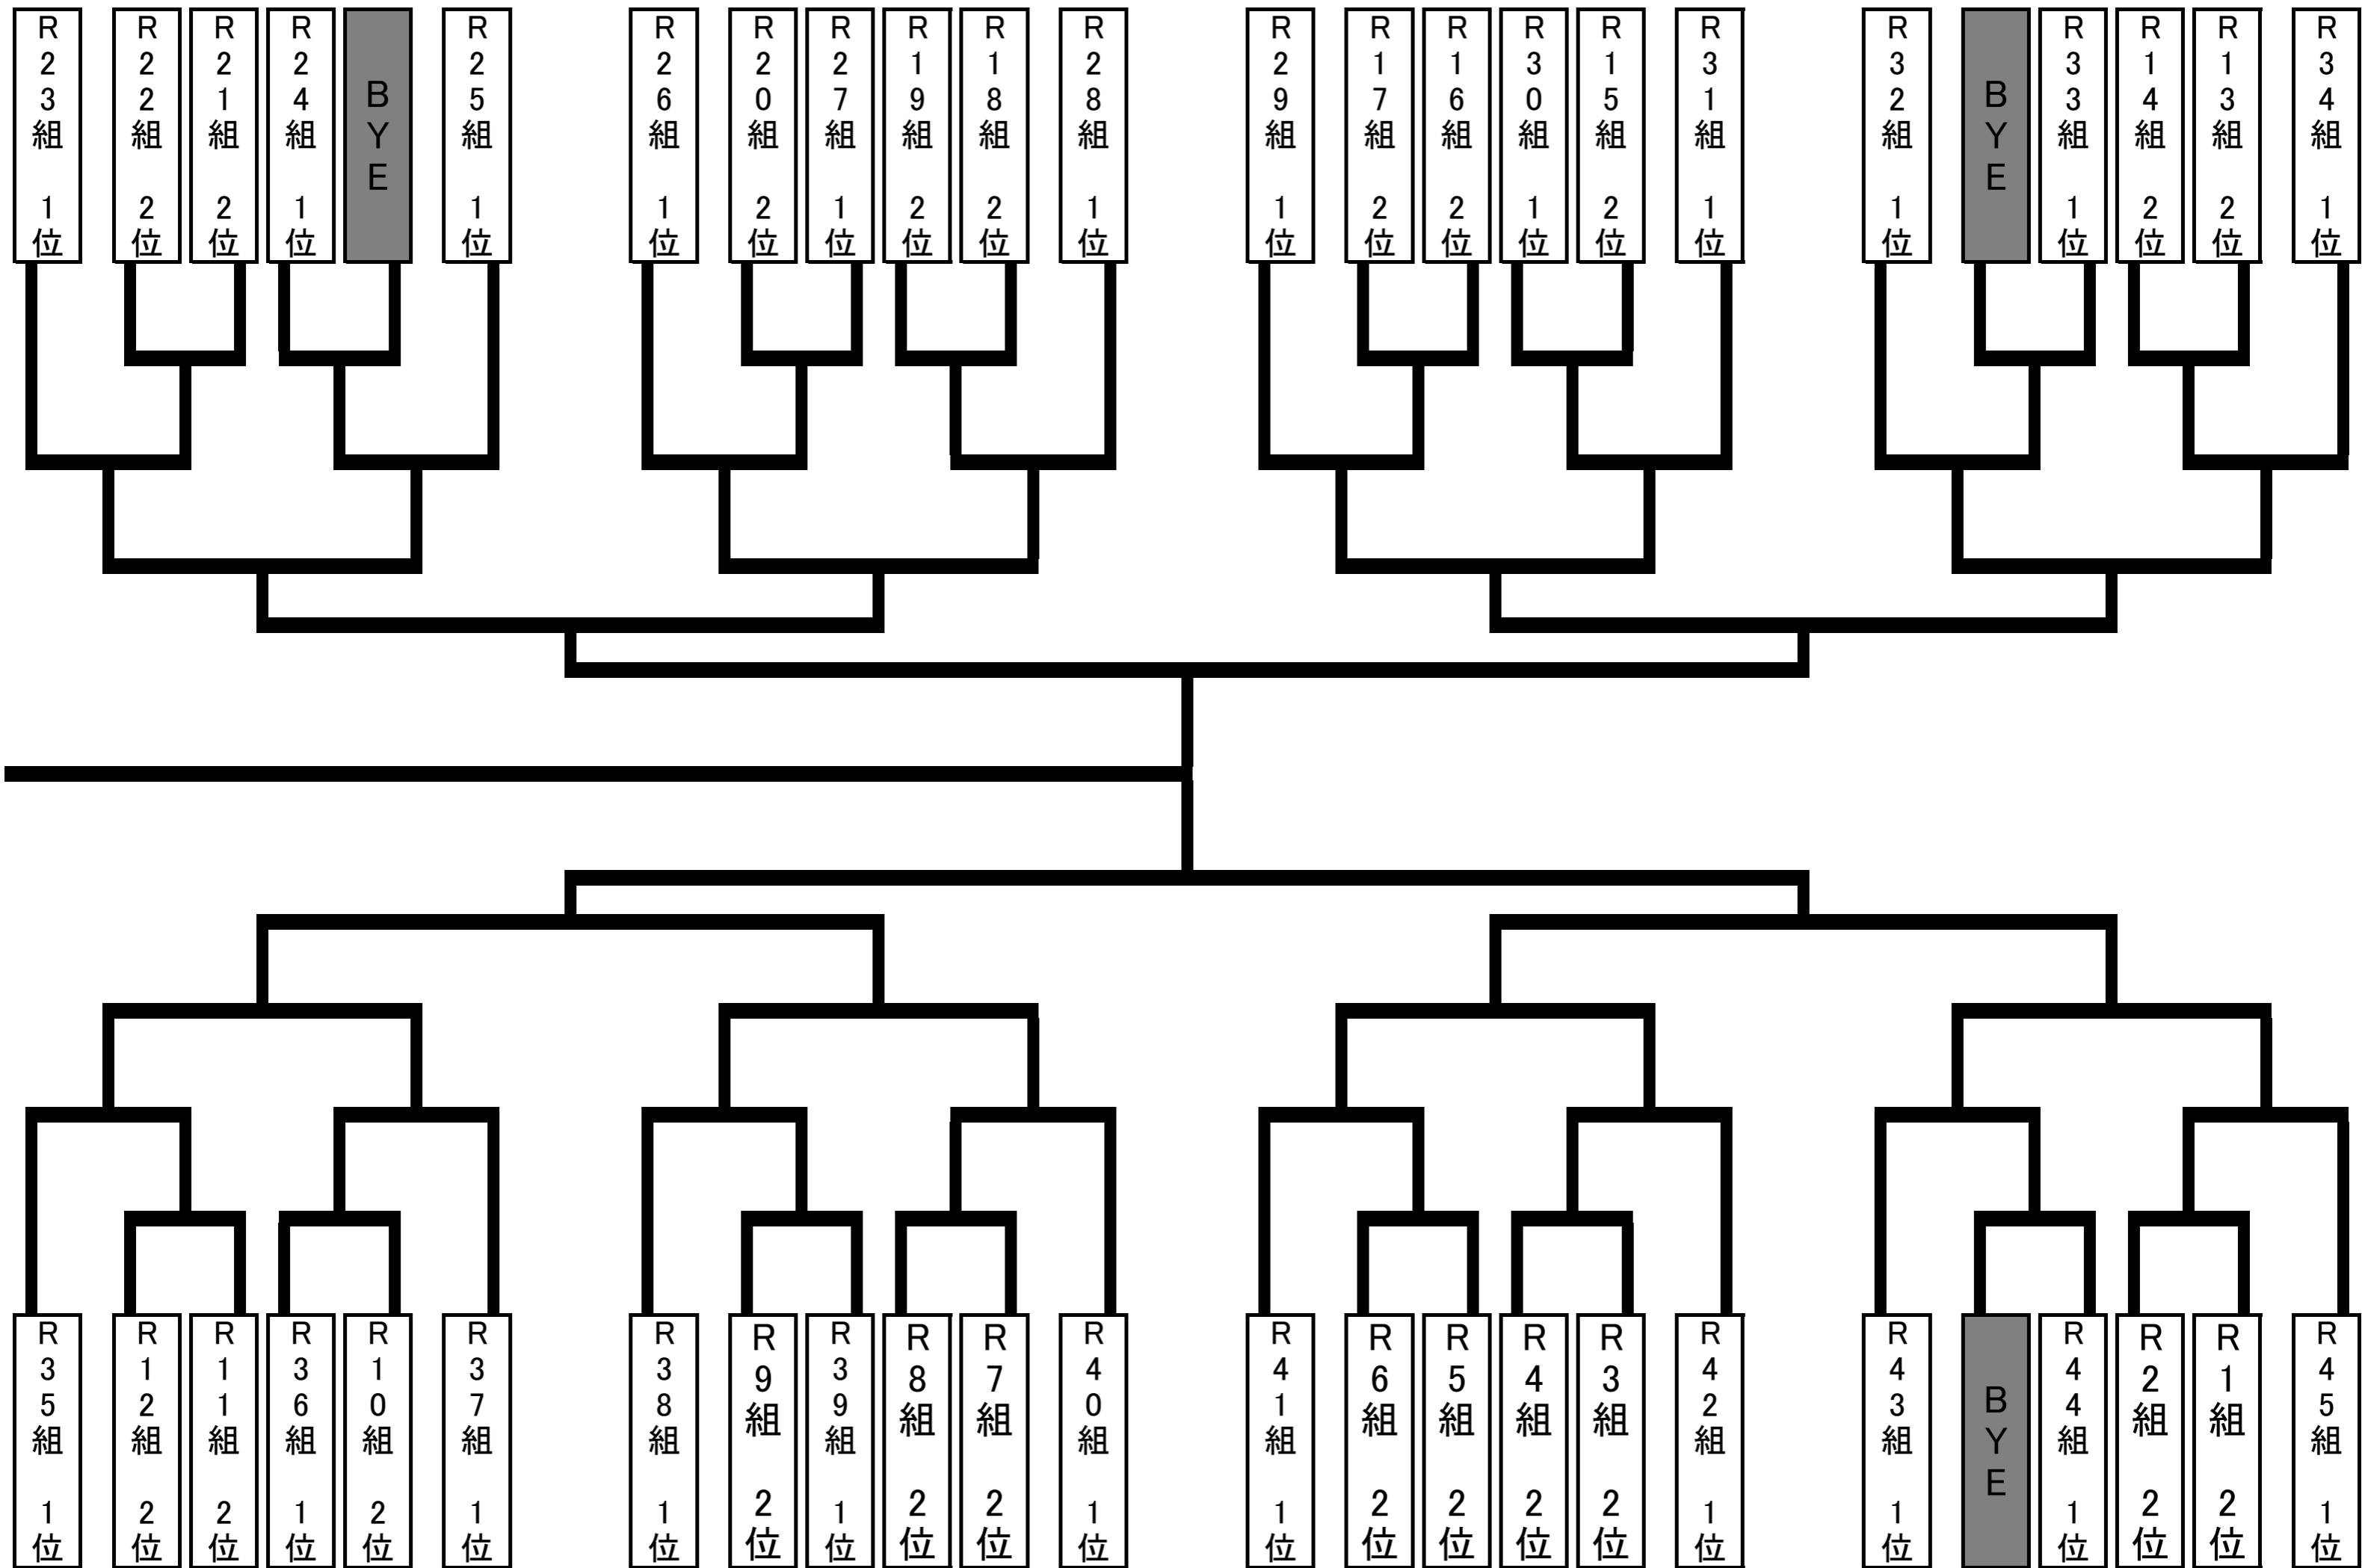 R23組 1位
R22組 2位
R21組 2位
R24組 1位
BYE
R25組 1位
R26組 1位
R20組 2位
R27組 1位
R19組 2位
R18組 2位
R28組 1位
R29組 1位
R17組 2位
R16組 2位
R30組 1位
R15組 2位
R31組 1位
R32組 1位
BYE
R33組 1位
R14組 2位
R13組 2位
R34組 1位
R35組 1位
R12組 2位
R11組 2位
R36組 1位
R10組 2位
R37組 1位
R38組 1位
R9組 2位
R39組 1位
R8組 2位
R7組 2位
R40組 1位
R41組 1位
R6組 2位
R5組 2位
R4組 2位
R3組 2位
R42組 1位
R43組 1位
BYE
R44組 1位
R2組 2位
R1組 2位
R45組 1位